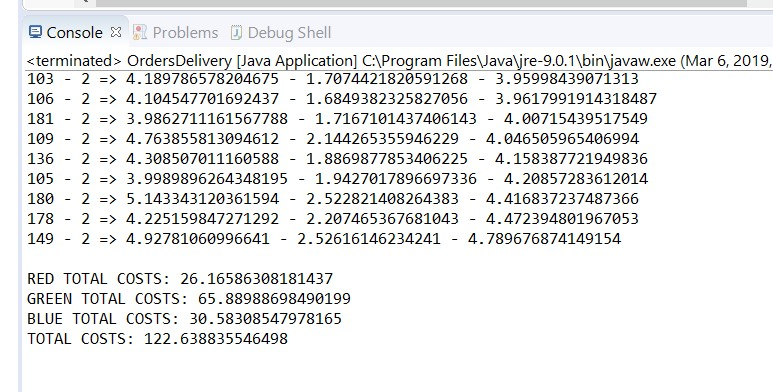 Console Problems Debug Shell
<terminated> OrdersDelivery [Java Application] C:\Program Files\Java\jre-9.0.1\bin\javaw.exe (Mar 6, 2019,
103 - 2 => 4.189786578204675 - 1.7074421820591268 - 3.95998439071313
106 - 2 => 4.104547701692437 - 1.6849382325827056 - 3.9617991914318487
181 - 2 => 3.9862711161567788 - 1.7167101437406143 - 4.00715439517549
109 - 2 => 4.763855813094612 - 2.144265355946229 - 4.046505965406994
136 - 2 => 4.308507011160588 - 1.8869877853406225 - 4.158387721949836
105 - 2 => 3.9989896264348195 - 1.9427017896697336 - 4.20857283612014
180 - 2 => 5.143343120361594 - 2.522821408264383 - 4.416837237487366
178 - 2 => 4.225159847271292 - 2.207465367681043 - 4.472394801967053
149 - 2 => 4.92781060996641 - 2.52616146234241 - 4.789676874149154
RED TOTAL COSTS: 26.16586308181437
GREEN TOTAL COSTS: 65.88988698490199
BLUE TOTAL COSTS: 30.58308547978165
TOTAL COSTS: 122.638835546498